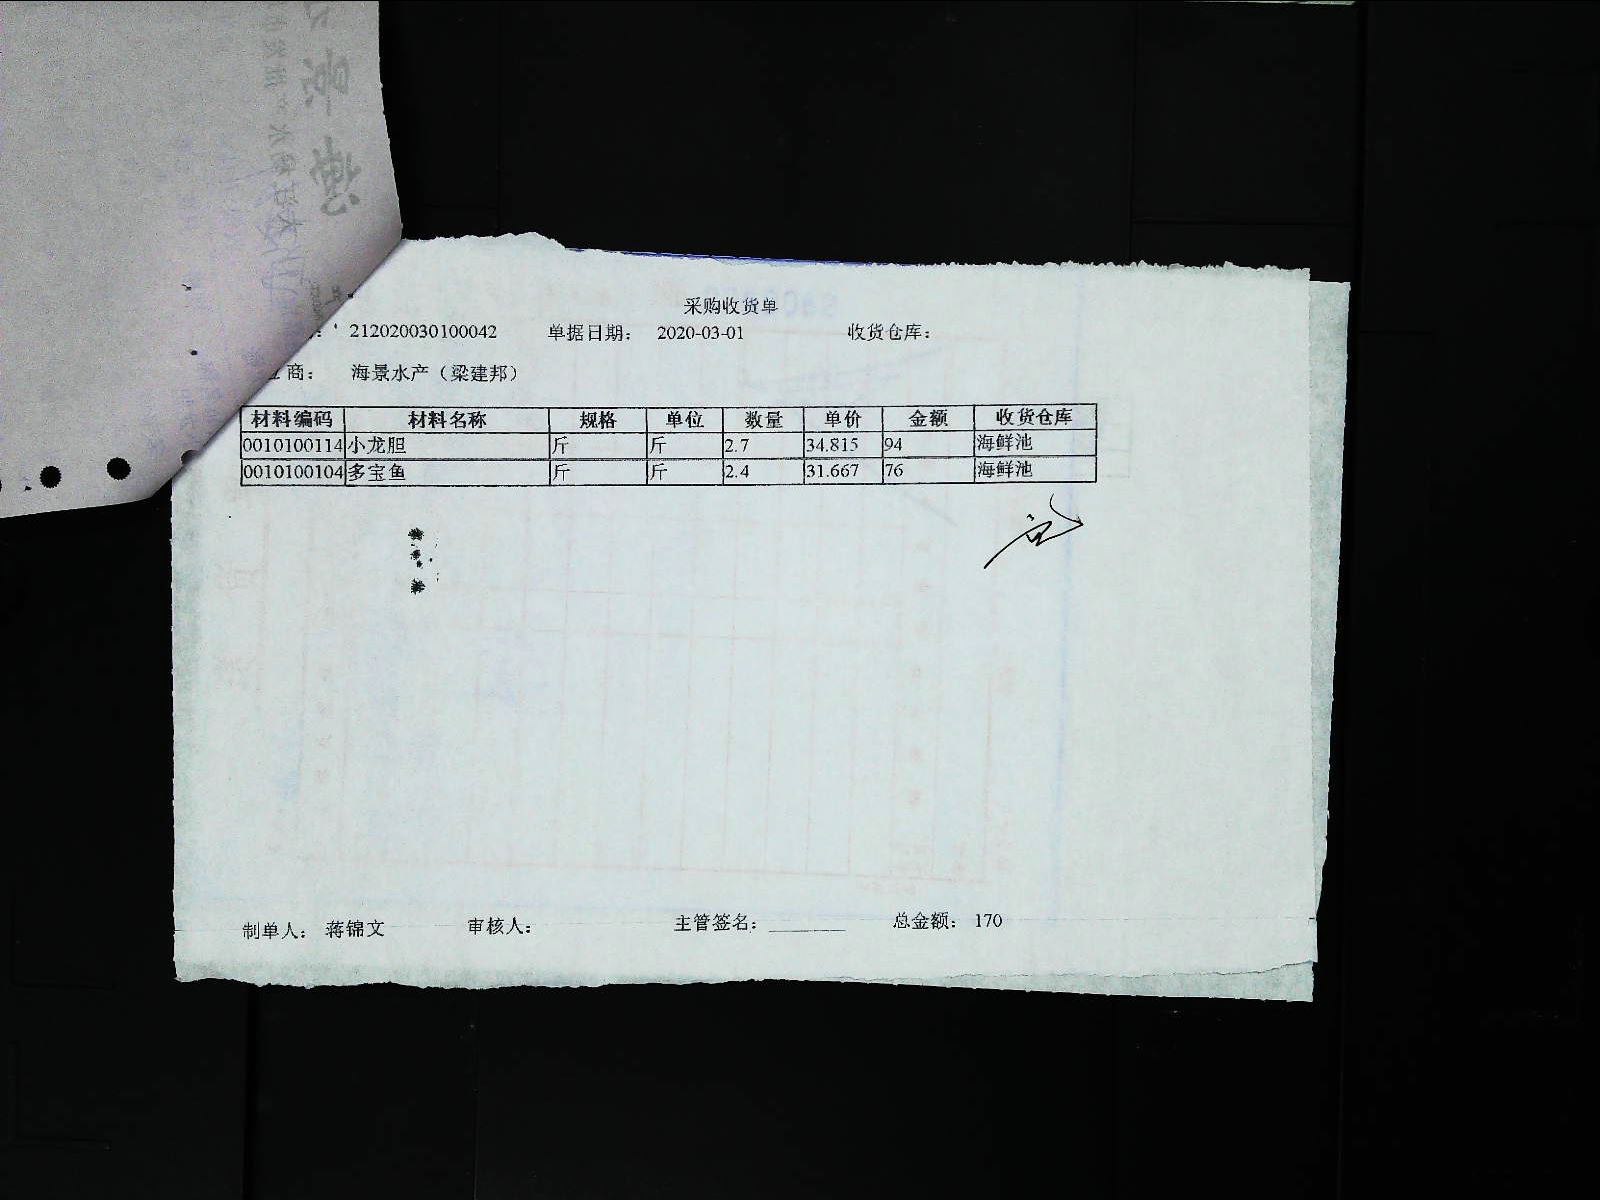 采购收货单
: 212020030100042 单据日期: 2020-03-01 收货仓库:
商: 海景水产（梁建邦）
材料编码 材料名称 规格 单位 数量 单价 金额 收货仓库
0010100114 小龙胆 斤 斤 2.7 34.815 94 海鲜池
0010100104 多宝鱼 斤 斤 2.4 31.667 76 海鲜池
制单人: 蒋锦文 审核人: 主管签名: 总金额: 170